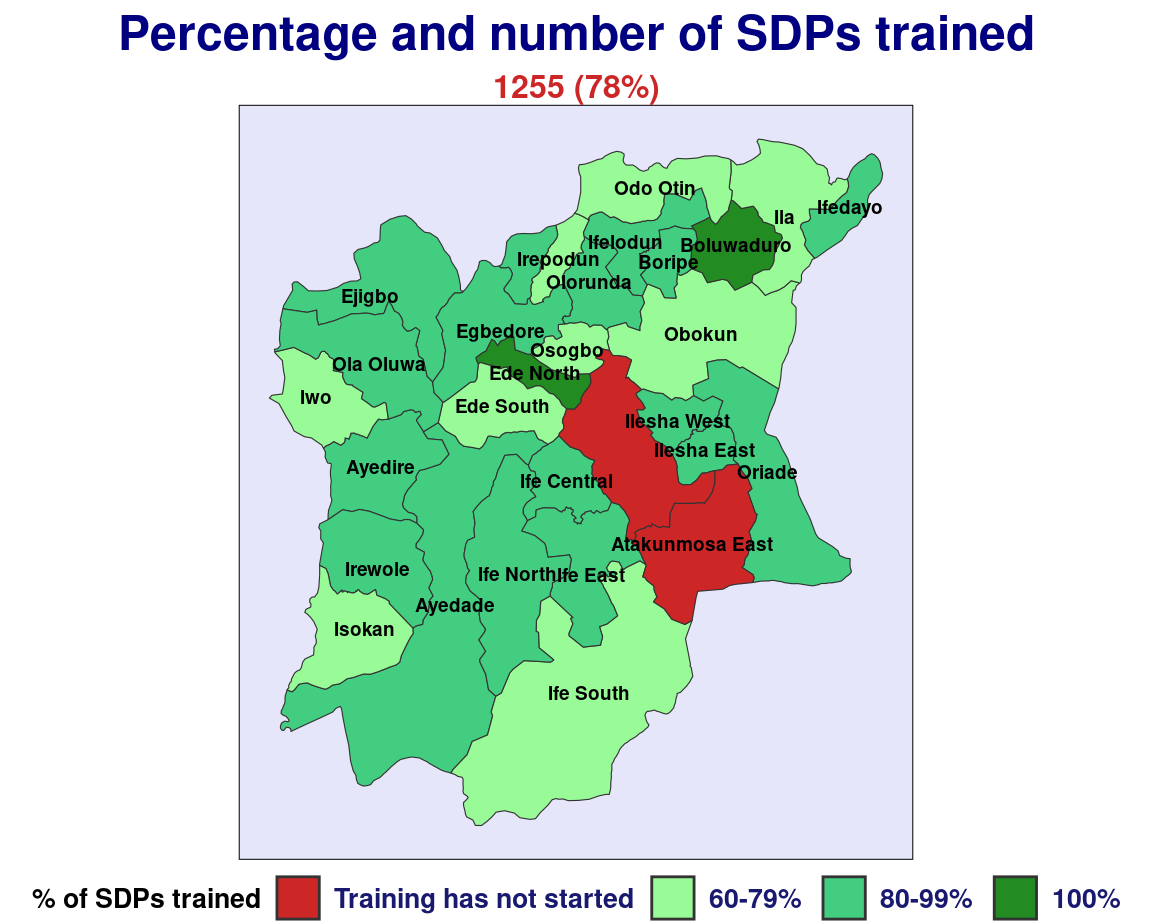 Percentage and number of SDPs trained
1255 (78%)
Odo Otin
Ila
Ifedayo
Ifelodun
Boluwaduro
Irepodun
Boripe
Olorunda
Ejigbo
Egbedore
Obokun
Osogbo
Ola Oluwa
Ede North
Iwo
Ede South
Ilesha West
Ilesha East
Ayedire
Oriade
Ife Central
Atakunmosa East
Irewole
Ife North
Ife East
Ayedade
Isokan
Ife South
% of SDPs trained
Training has not started
60-79%
80-99%
100%